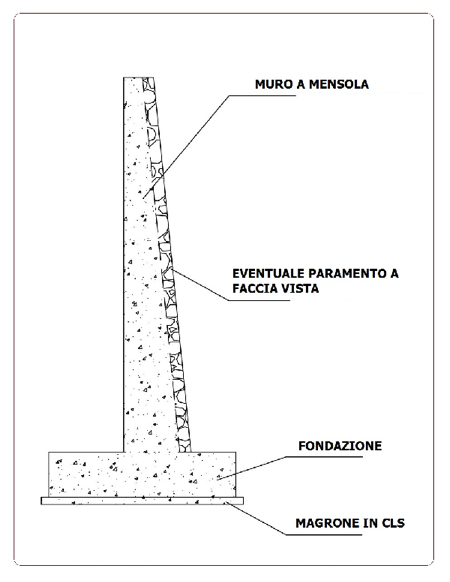 MURO A MENSOLA
EVENTUALE PARAMENTO A
FACCIA VISTA
FONDAZIONE
MAGRONE IN CLS